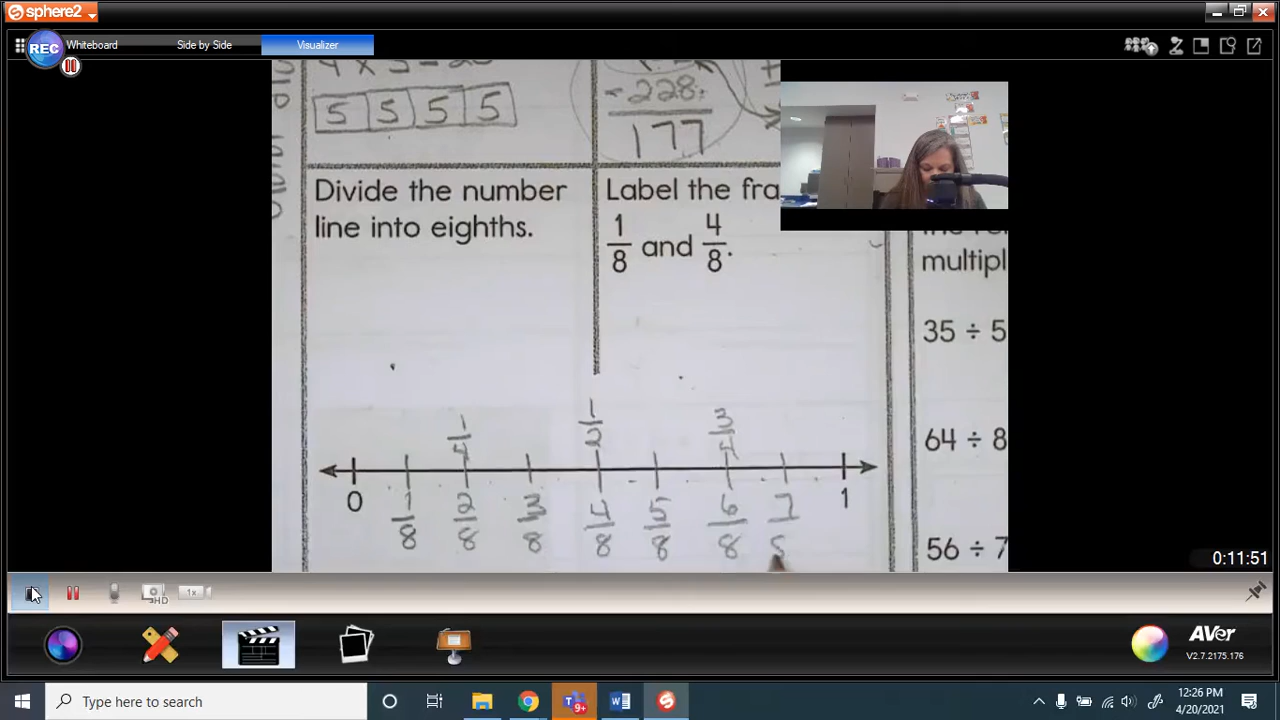 sphere2
REC
Whiteboard
Side by Side
Visualizer
5 5 5 5
- 228
177
Divide the number
line into eighths.
Label the fra
1/8 and 4/8.
multipl
35 ÷ 5
64 ÷ 8
56 ÷ 7
1/4 1/2 3/4
0 1
1/8 2/8 3/8 4/8 5/8 6/8 7/
0:11:51
HD
1x
AVer
V2.7.2175.176
Type here to search
9+
12:26 PM
4/20/2021